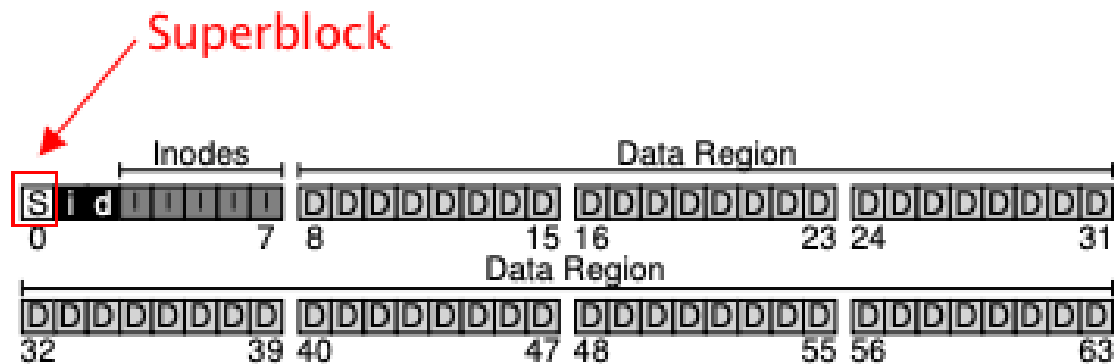 Superblock
Inodes Data Region
S i d I I I I I D D D D D D D D D D D D D D D D D D D D D D D D
0 7 8 15 16 23 24 31
Data Region
D D D D D D D D D D D D D D D D D D D D D D D D D D D D D D D D
32 39 40 47 48 55 56 63